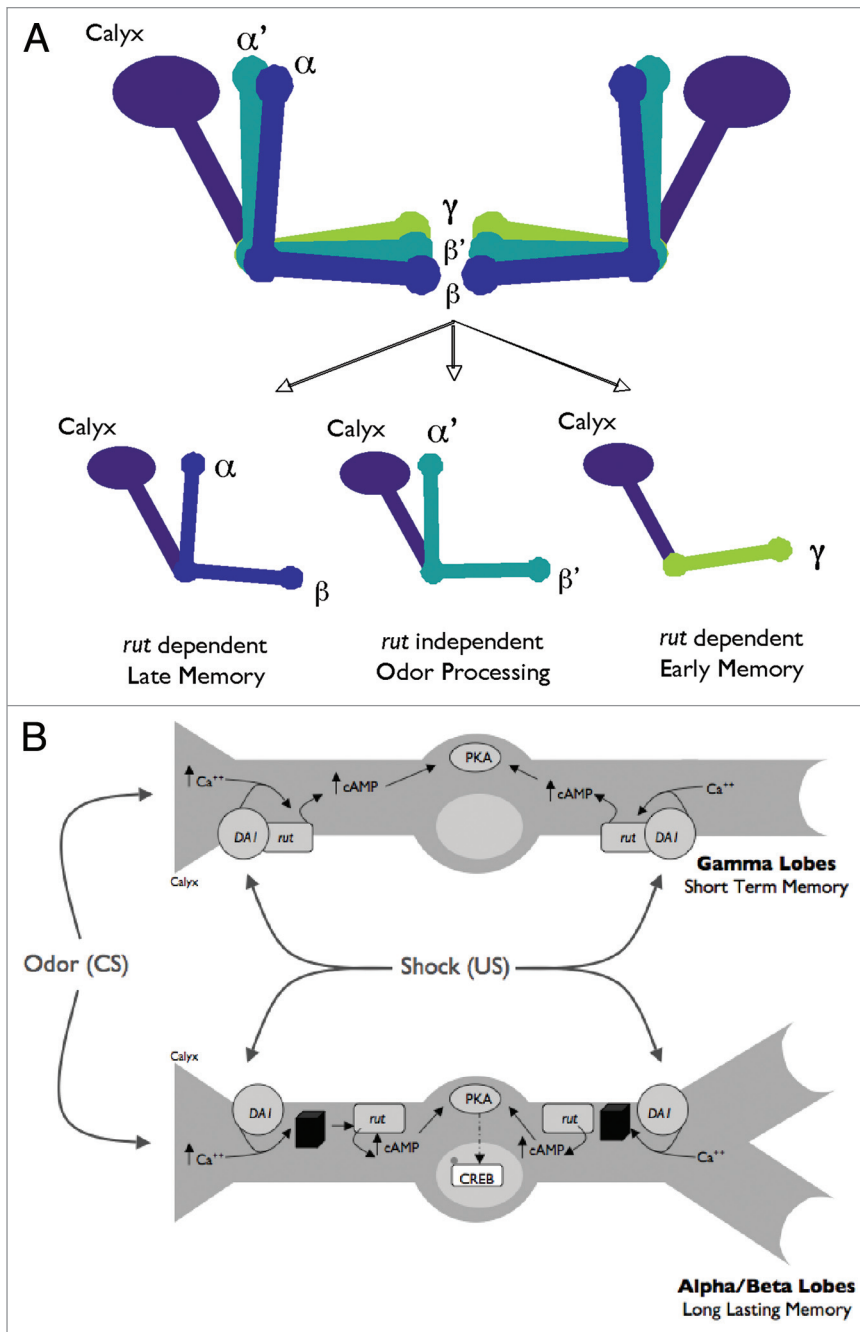 A
Calyx
α'
α
γ
β'
β
Calyx
α
β
rut dependent
Late Memory
Calyx
α'
β'
rut independent
Odor Processing
Calyx
γ
rut dependent
Early Memory
B
Ca++
cAMP
PKA
cAMP
Ca++
DA1
rut
rut
DA1
Calyx
Gamma Lobes
Short Term Memory
Odor (CS)
Shock (US)
Calyx
DA1
rut
PKA
rut
DA1
Ca++
cAMP
cAMP
Ca++
CREB
Alpha/Beta Lobes
Long Lasting Memory